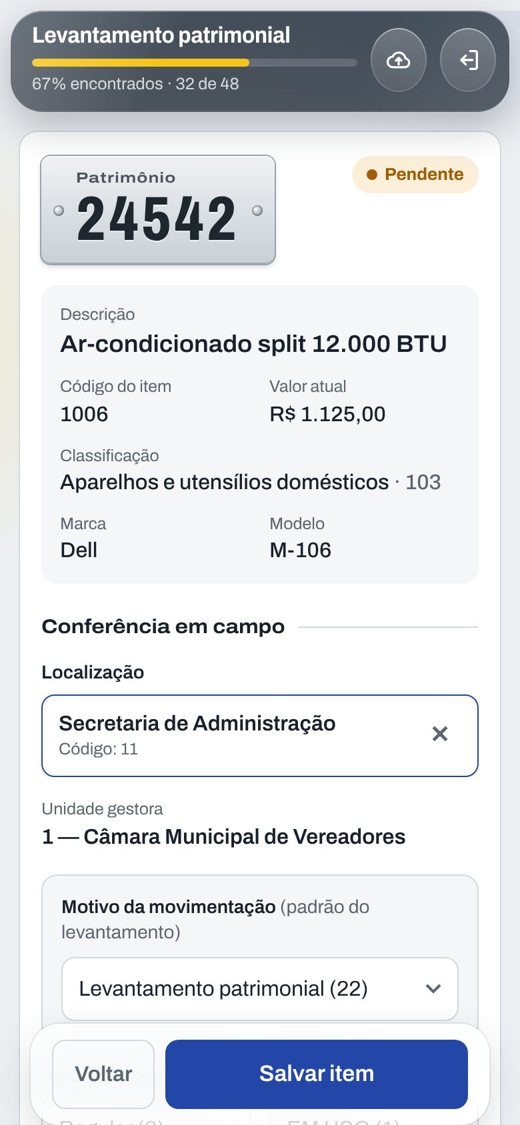 Levantamento patrimonial
67% encontrados · 32 de 48
Patrimônio
24542
Pendente
Descrição
Ar-condicionado split 12.000 BTU
Código do item
Valor atual
1006
R$ 1.125,00
Classificação
Aparelhos e utensílios domésticos · 103
Marca
Modelo
Dell
M-106
Conferência em campo
Localização
Secretaria de Administração
Código: 11
Unidade gestora
1 — Câmara Municipal de Vereadores
Motivo da movimentação (padrão do
levantamento)
Levantamento patrimonial (22)
Voltar
Salvar item